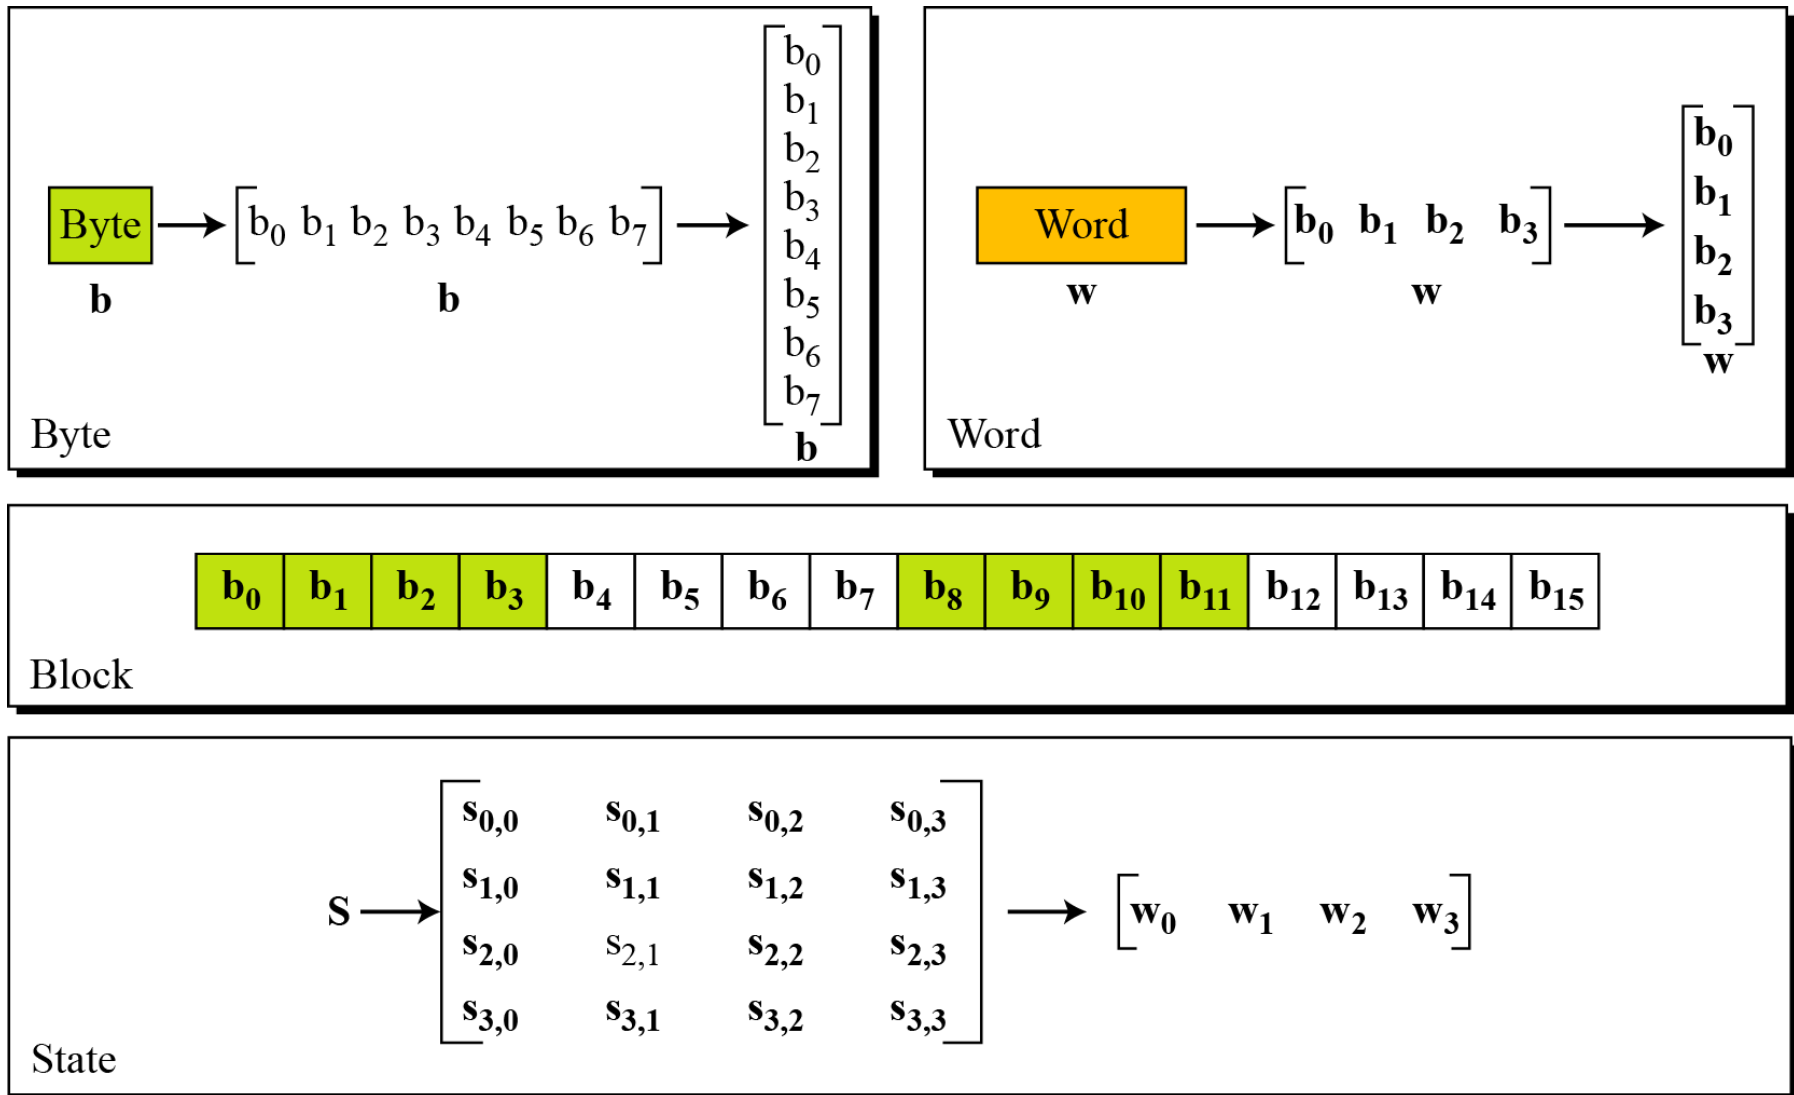 Byte
b
b₀ b₁ b₂ b₃ b₄ b₅ b₆ b₇
b
b₀
b₁
b₂
b₃
b₄
b₅
b₆
b₇
b
Byte
Word
w
b₀ b₁ b₂ b₃
w
b₀
b₁
b₂
b₃
w
Word
b₀ b₁ b₂ b₃ b₄ b₅ b₆ b₇ b₈ b₉ b₁₀ b₁₁ b₁₂ b₁₃ b₁₄ b₁₅
Block
S
s₀,₀ s₀,₁ s₀,₂ s₀,₃
s₁,₀ s₁,₁ s₁,₂ s₁,₃
s₂,₀ s₂,₁ s₂,₂ s₂,₃
s₃,₀ s₃,₁ s₃,₂ s₃,₃
w₀ w₁ w₂ w₃
State